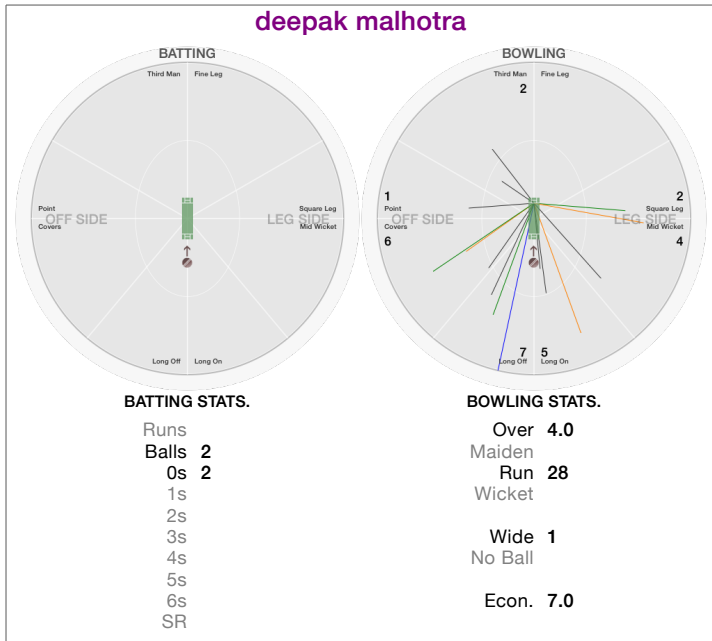 deepak malhotra
BATTING
Third Man Fine Leg
Point Square Leg
OFF SIDE LEG SIDE
Covers Mid Wicket
Long Off Long On
BOWLING
Third Man Fine Leg
2
1 2
Point Square Leg
OFF SIDE LEG SIDE
Covers Mid Wicket
6 4
7 5
Long Off Long On
BATTING STATS.
Runs
Balls 2
0s 2
1s
2s
3s
4s
5s
6s
SR
BOWLING STATS.
Over 4.0
Maiden
Run 28
Wicket
Wide 1
No Ball
Econ. 7.0